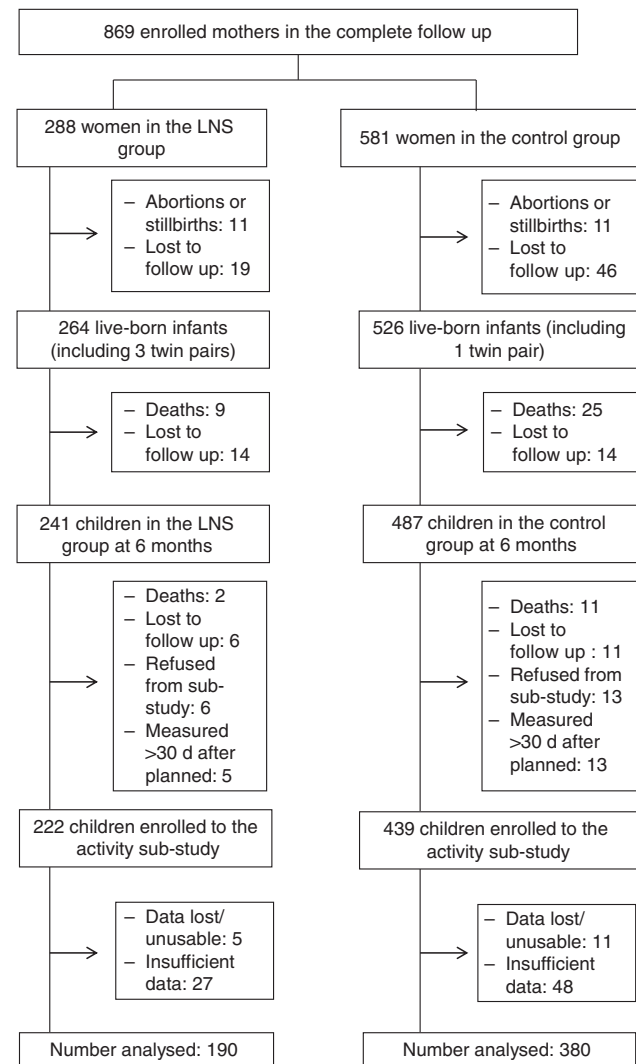 869 enrolled mothers in the complete follow up
288 women in the LNS
group
581 women in the control group
– Abortions or
stillbirths: 11
– Lost to
follow up: 19
– Abortions or
stillbirths: 11
– Lost to
follow up: 46
264 live-born infants
(including 3 twin pairs)
526 live-born infants (including
1 twin pair)
– Deaths: 9
– Lost to
follow up: 14
– Deaths: 25
– Lost to
follow up: 14
241 children in the LNS
group at 6 months
487 children in the control
group at 6 months
– Deaths: 2
– Lost to
follow up: 6
– Refused
from sub-
study: 6
– Measured
>30 d after
planned: 5
– Deaths: 11
– Lost to
follow up : 11
– Refused from
sub-study: 13
– Measured
>30 d after
planned: 13
222 children enrolled to the
activity sub-study
439 children enrolled to the
activity sub-study
– Data lost/
unusable: 5
– Insufficient
data: 27
– Data lost/
unusable: 11
– Insufficient
data: 48
Number analysed: 190
Number analysed: 380